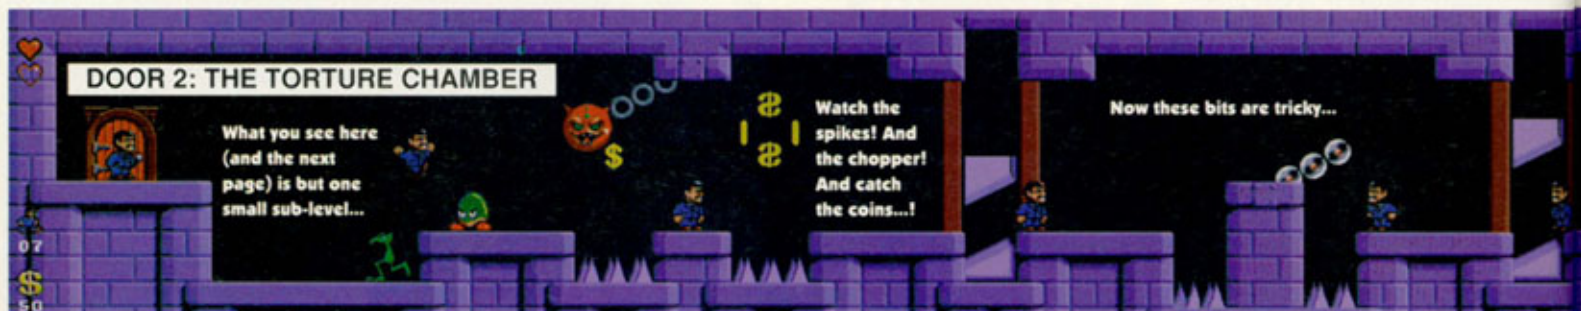 DOOR 2: THE TORTURE CHAMBER
What you see here
(and the next
page) is but one
small sub-level...
Watch the
spikes! And
the chopper!
And catch
the coins...!
Now these bits are tricky...
07
$
50
$